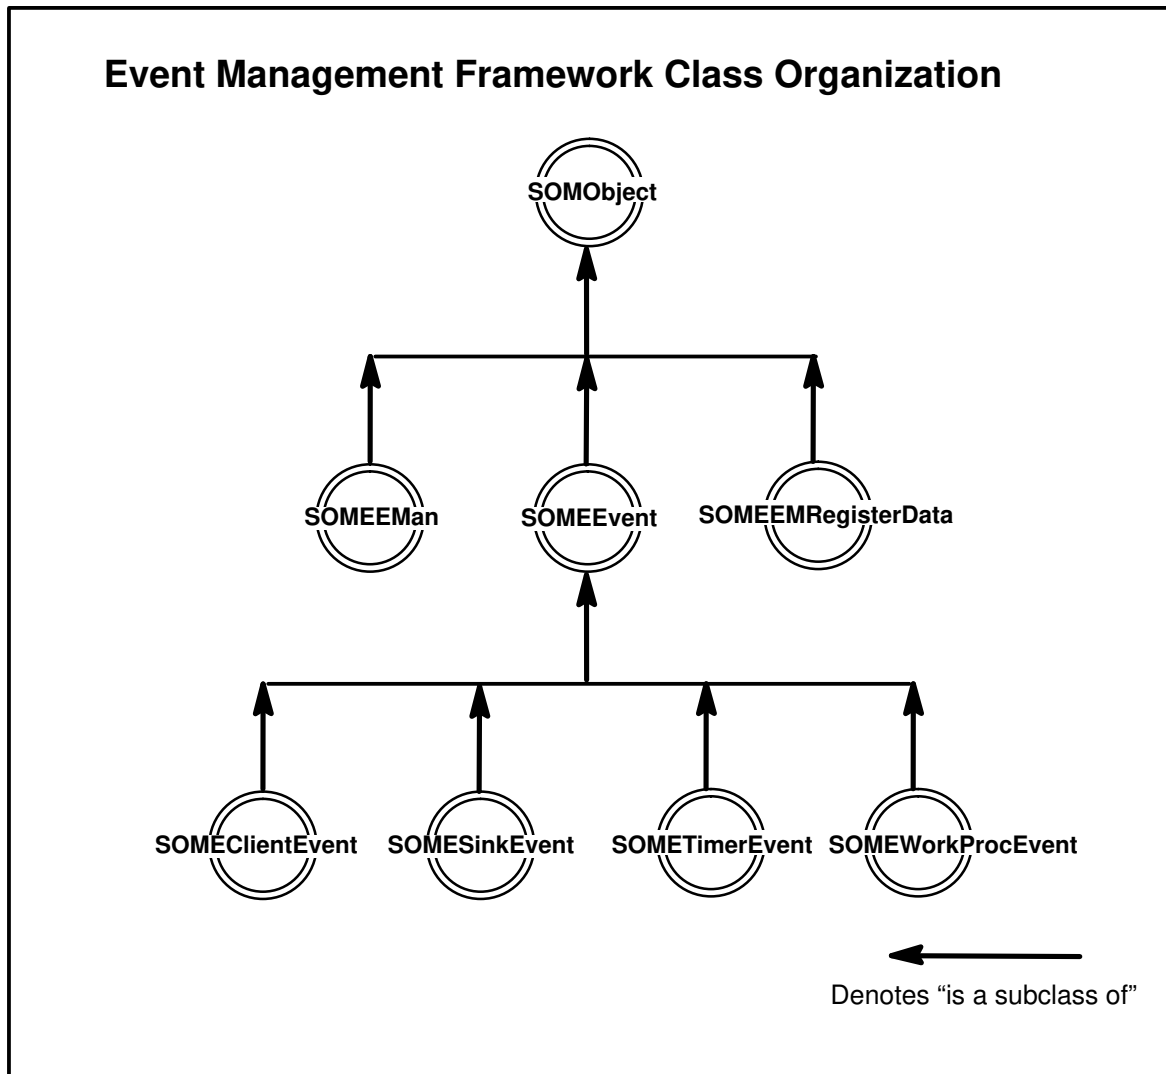 Event Management Framework Class Organization
SOMObject
SOMEEMan
SOMEEvent
SOMEEMRegisterData
SOMEClientEvent
SOMESinkEvent
SOMETimerEvent
SOMEWorkProcEvent
Denotes “is a subclass of”